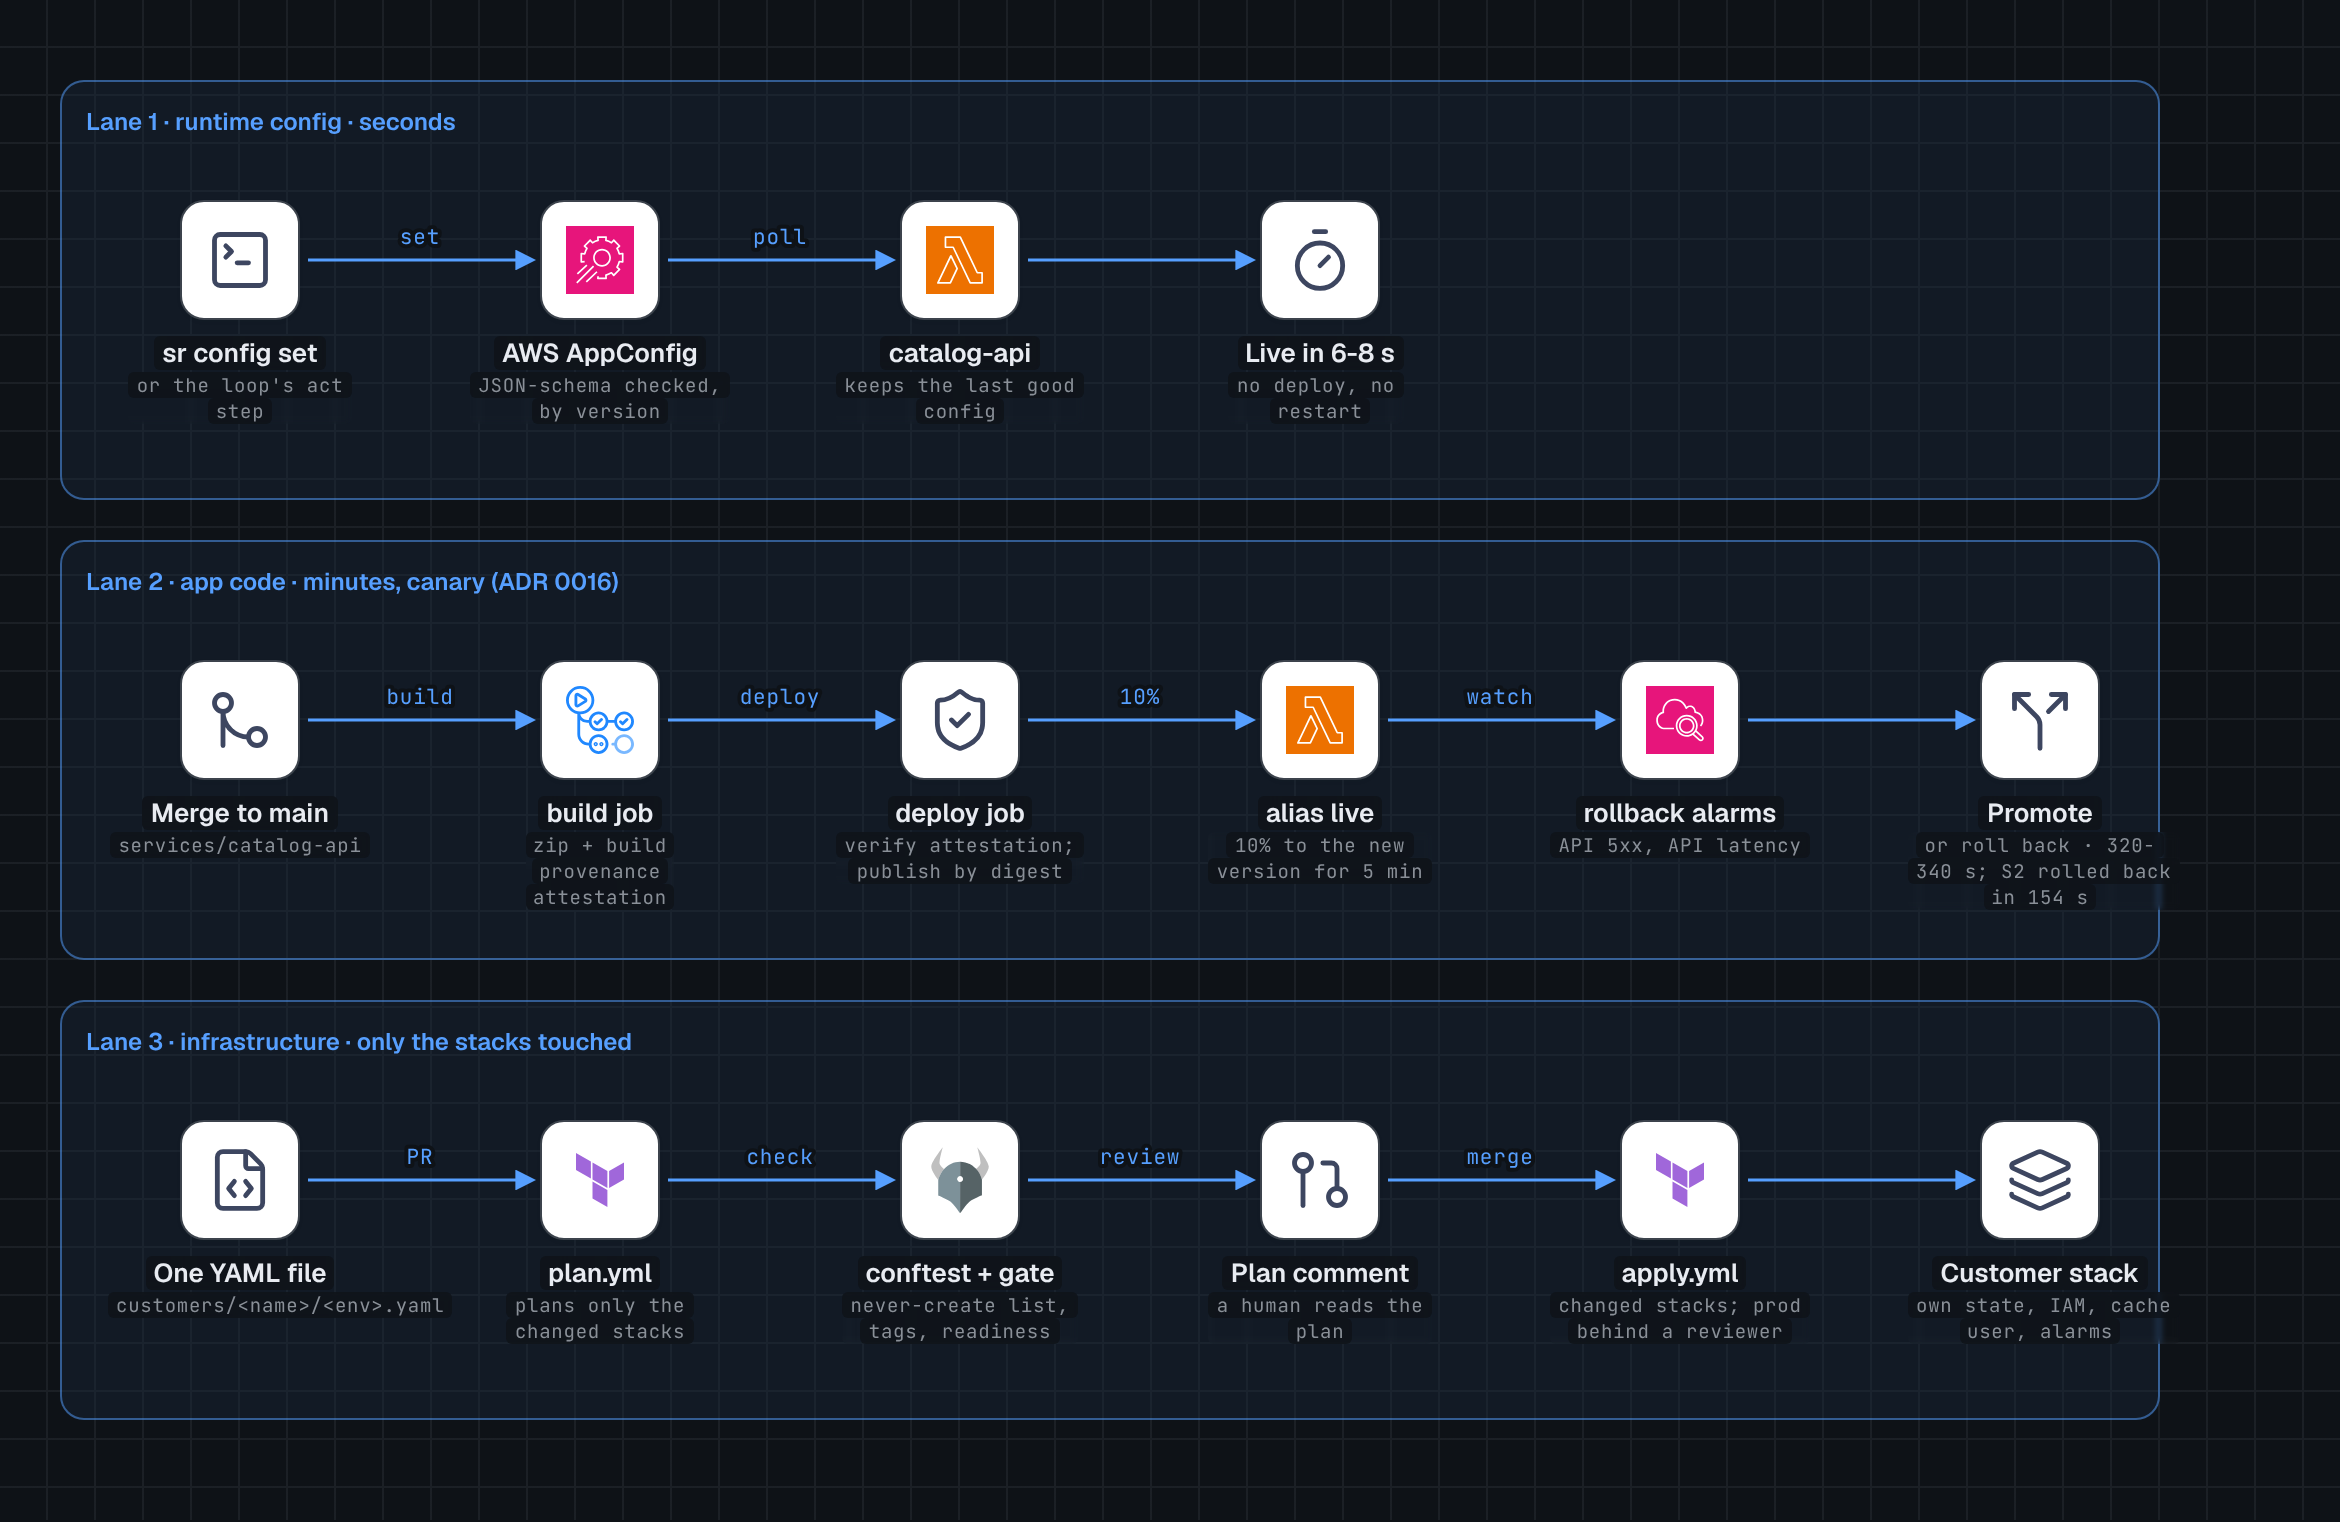 Lane 1 · runtime config · seconds
set
poll
sr config set
or the loop's act
step
AWS AppConfig
JSON-schema checked,
by version
catalog-api
keeps the last good
config
Live in 6-8 s
no deploy, no
restart
Lane 2 · app code · minutes, canary (ADR 0016)
build
deploy
10%
watch
Merge to main
services/catalog-api
build job
zip + build
provenance
attestation
deploy job
verify attestation;
publish by digest
alias live
10% to the new
version for 5 min
rollback alarms
API 5xx, API latency
Promote
or roll back · 320-
340 s; S2 rolled back
in 154 s
Lane 3 · infrastructure · only the stacks touched
PR
check
review
merge
One YAML file
customers/<name>/<env>.yaml
plan.yml
plans only the
changed stacks
conftest + gate
never-create list,
tags, readiness
Plan comment
a human reads the
plan
apply.yml
changed stacks; prod
behind a reviewer
Customer stack
own state, IAM, cache
user, alarms